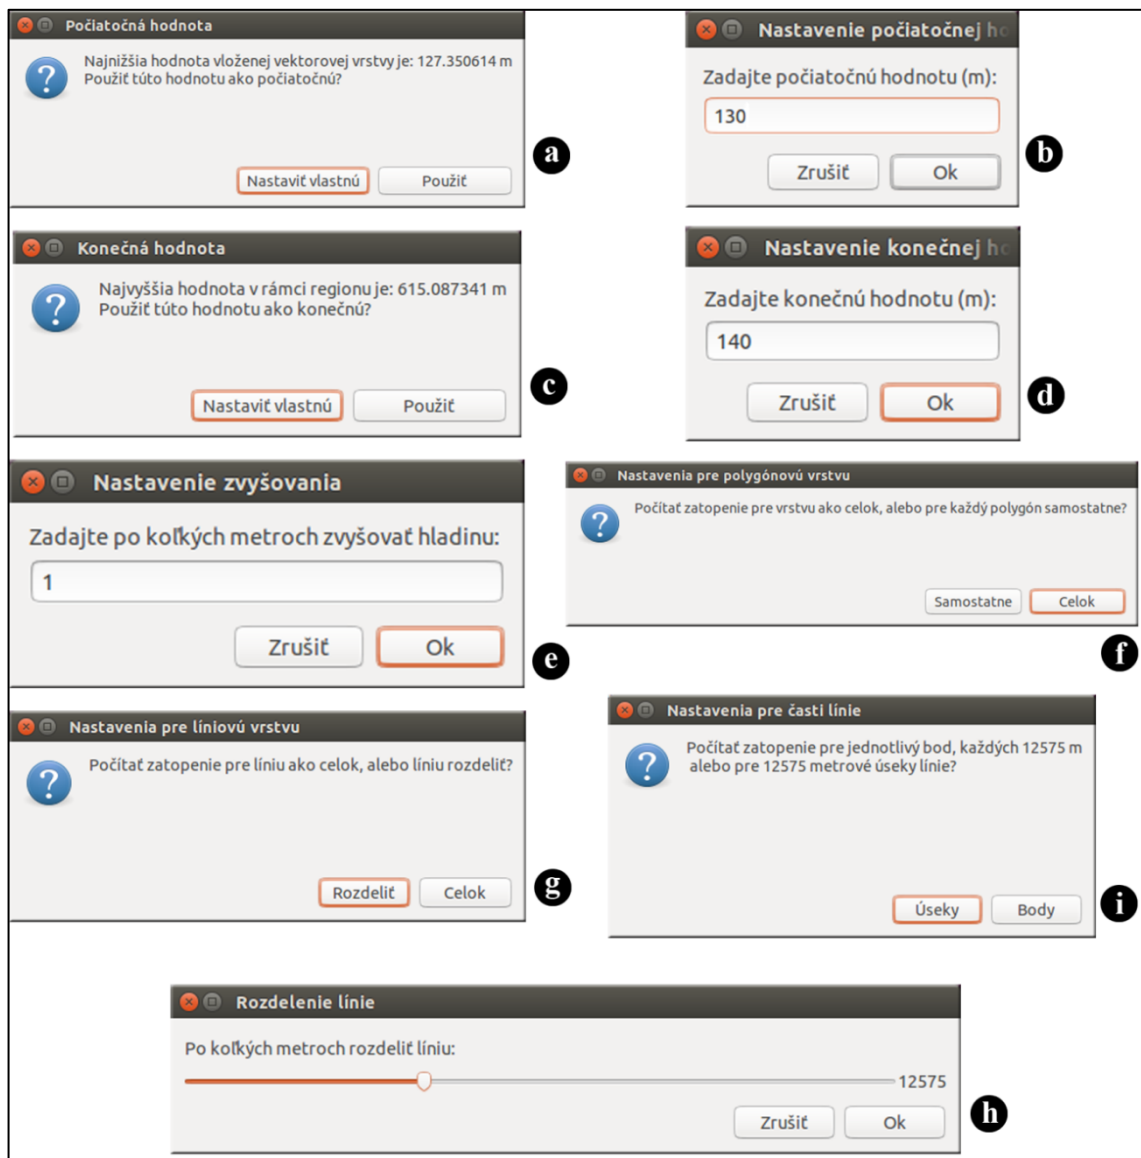 Počiatočná hodnota
Najnižšia hodnota vloženej vektorovej vrstvy je: 127.350614 m
Použiť túto hodnotu ako počiatočnú?
Nastaviť vlastnú
Použiť
a
Nastavenie počiatočnej ho
Zadajte počiatočnú hodnotu (m):
130
Zrušiť
Ok
b
Konečná hodnota
Najvyššia hodnota v rámci regionu je: 615.087341 m
Použiť túto hodnotu ako konečnú?
Nastaviť vlastnú
Použiť
c
Nastavenie konečnej ho
Zadajte konečnú hodnotu (m):
140
Zrušiť
Ok
d
Nastavenie zvyšovania
Zadajte po koľkých metroch zvyšovať hladinu:
1
Zrušiť
Ok
e
Nastavenia pre polygónovú vrstvu
Počítať zatopenie pre vrstvu ako celok, alebo pre každý polygón samostatne?
Samostatne
Celok
f
Nastavenia pre líniovú vrstvu
Počítať zatopenie pre líniu ako celok, alebo líniu rozdeliť?
Rozdeliť
Celok
g
Nastavenia pre časti línie
Počítať zatopenie pre jednotlivý bod, každých 12575 m
alebo pre 12575 metrové úseky línie?
Úseky
Body
i
Rozdelenie línie
Po koľkých metroch rozdeliť líniu:
12575
Zrušiť
Ok
h